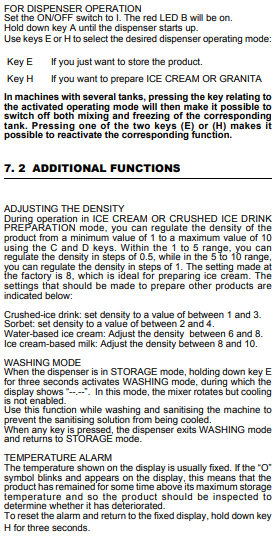 FOR DISPENSER OPERATION
Set the ON/OFF switch to I. The red LED B will be on.
Hold down key A until the dispenser starts up.
Use keys E or H to select the desired dispenser operating mode:
Key E If you just want to store the product.
Key H If you want to prepare ICE CREAM OR GRANITA
In machines with several tanks, pressing the key relating to
the activated operating mode will then make it possible to
switch off both mixing and freezing of the corresponding
tank. Pressing one of the two keys (E) or (H) makes it
possible to reactivate the corresponding function.
7. 2 ADDITIONAL FUNCTIONS
ADJUSTING THE DENSITY
During operation in ICE CREAM OR CRUSHED ICE DRINK
PREPARATION mode, you can regulate the density of the
product from a minimum value of 1 to a maximum value of 10
using the C and D keys. Within the 1 to 5 range, you can
regulate the density in steps of 0.5, while in the 5 to 10 range,
you can regulate the density in steps of 1. The setting made at
the factory is 8, which is ideal for preparing ice cream. The
settings that should be made to prepare other products are
indicated below:
Crushed-ice drink: set density to a value of between 1 and 3.
Sorbet: set density to a value of between 2 and 4.
Water-based ice cream: Adjust the density between 6 and 8.
Ice cream-based milk: Adjust the density between 8 and 10.
WASHING MODE
When the dispenser is in STORAGE mode, holding down key E
for three seconds activates WASHING mode, during which the
display shows "--.--". In this mode, the mixer rotates but cooling
is not enabled.
Use this function while washing and sanitising the machine to
prevent the sanitising solution from being cooled.
When any key is pressed, the dispenser exits WASHING mode
and returns to STORAGE mode.
TEMPERATURE ALARM
The temperature shown on the display is usually fixed. If the "O"
symbol blinks and appears on the display, this means that the
product has remained for some time above its maximum storage
temperature and so the product should be inspected to
determine whether it has deteriorated.
To reset the alarm and return to the fixed display, hold down key
H for three seconds.